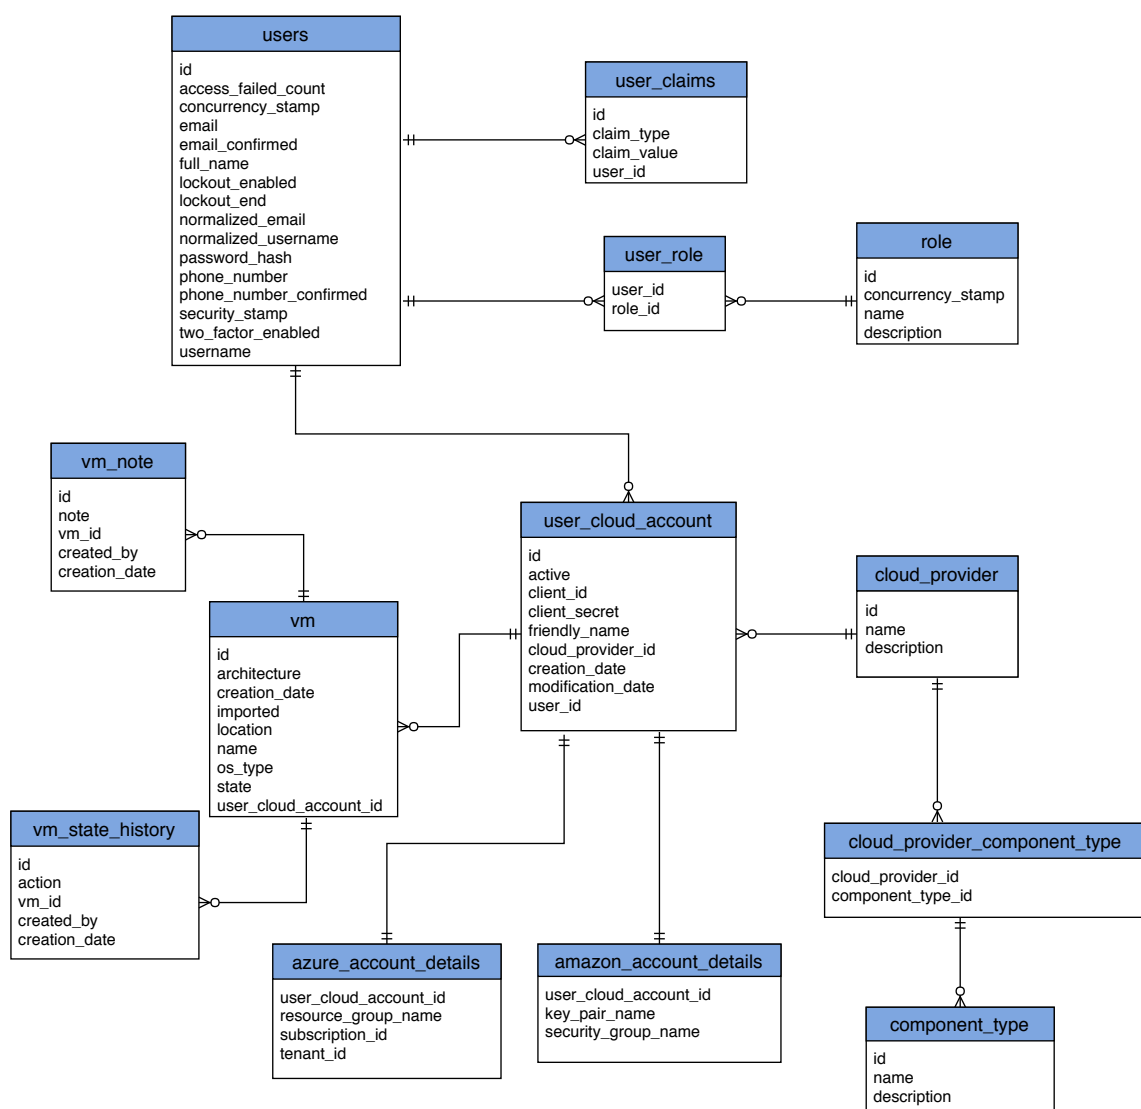 users
id
access_failed_count
concurrency_stamp
email
email_confirmed
full_name
lockout_enabled
lockout_end
normalized_email
normalized_username
password_hash
phone_number
phone_number_confirmed
security_stamp
two_factor_enabled
username
user_claims
id
claim_type
claim_value
user_id
user_role
user_id
role_id
role
id
concurrency_stamp
name
description
vm_note
id
note
vm_id
created_by
creation_date
user_cloud_account
id
active
client_id
client_secret
friendly_name
cloud_provider_id
creation_date
modification_date
user_id
cloud_provider
id
name
description
vm
id
architecture
creation_date
imported
location
name
os_type
state
user_cloud_account_id
vm_state_history
id
action
vm_id
created_by
creation_date
cloud_provider_component_type
cloud_provider_id
component_type_id
azure_account_details
user_cloud_account_id
resource_group_name
subscription_id
tenant_id
amazon_account_details
user_cloud_account_id
key_pair_name
security_group_name
component_type
id
name
description